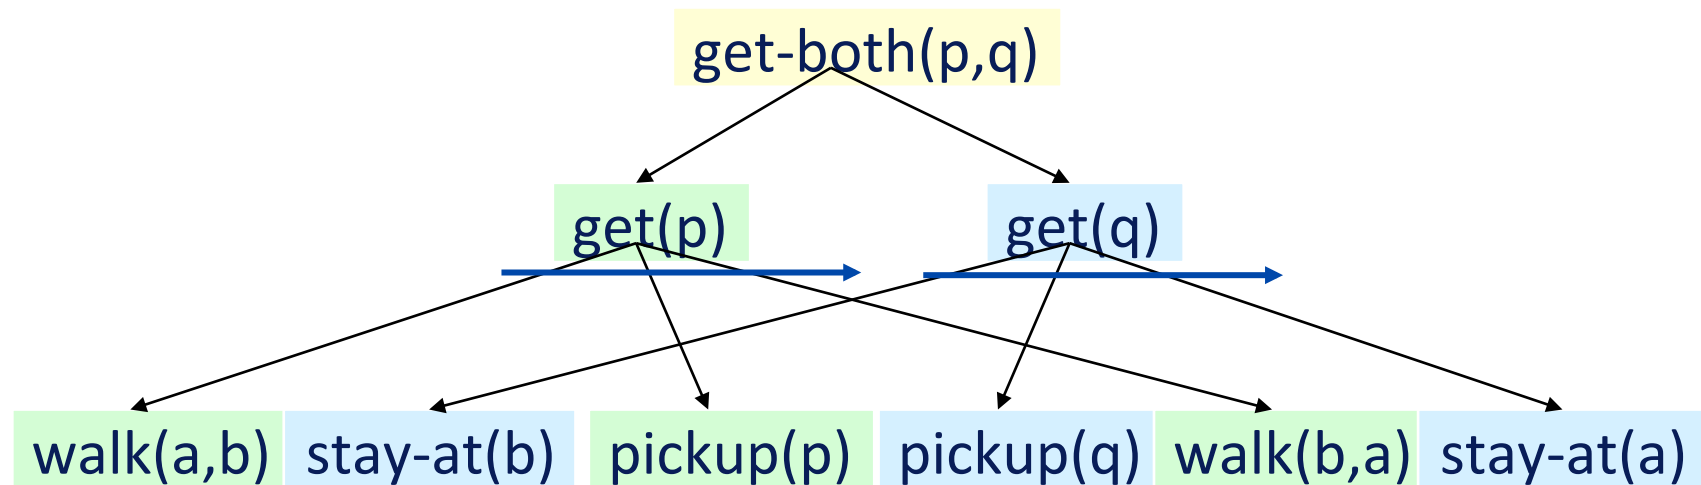 get-both(p,q)
get(p) get(q)
walk(a,b) stay-at(b) pickup(p) pickup(q) walk(b,a) stay-at(a)